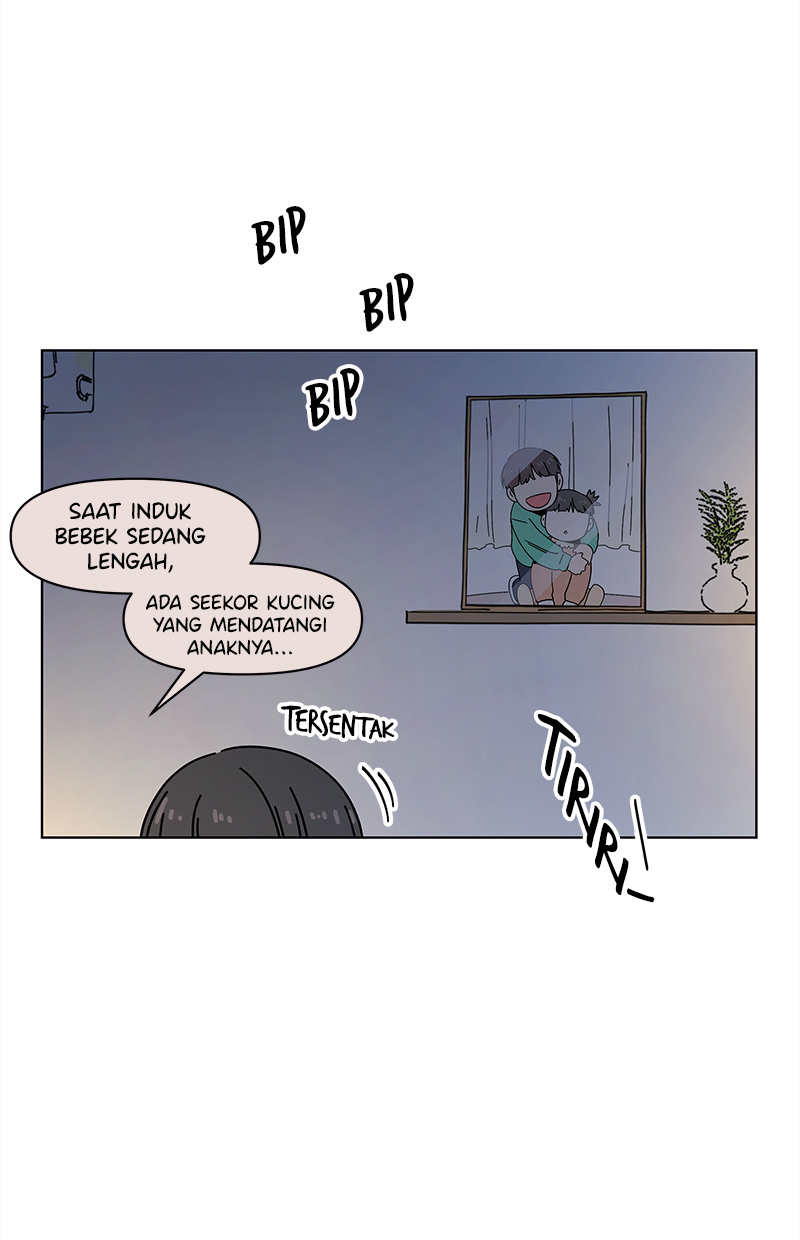 BIP
BIP
BIP
SAAT INDUK
BEBEK SEDANG
LENGAH,
ADA SEEKOR KUCING
YANG MENDATANGI
ANAKNYA...
TERSENTAK
TIRIRI~